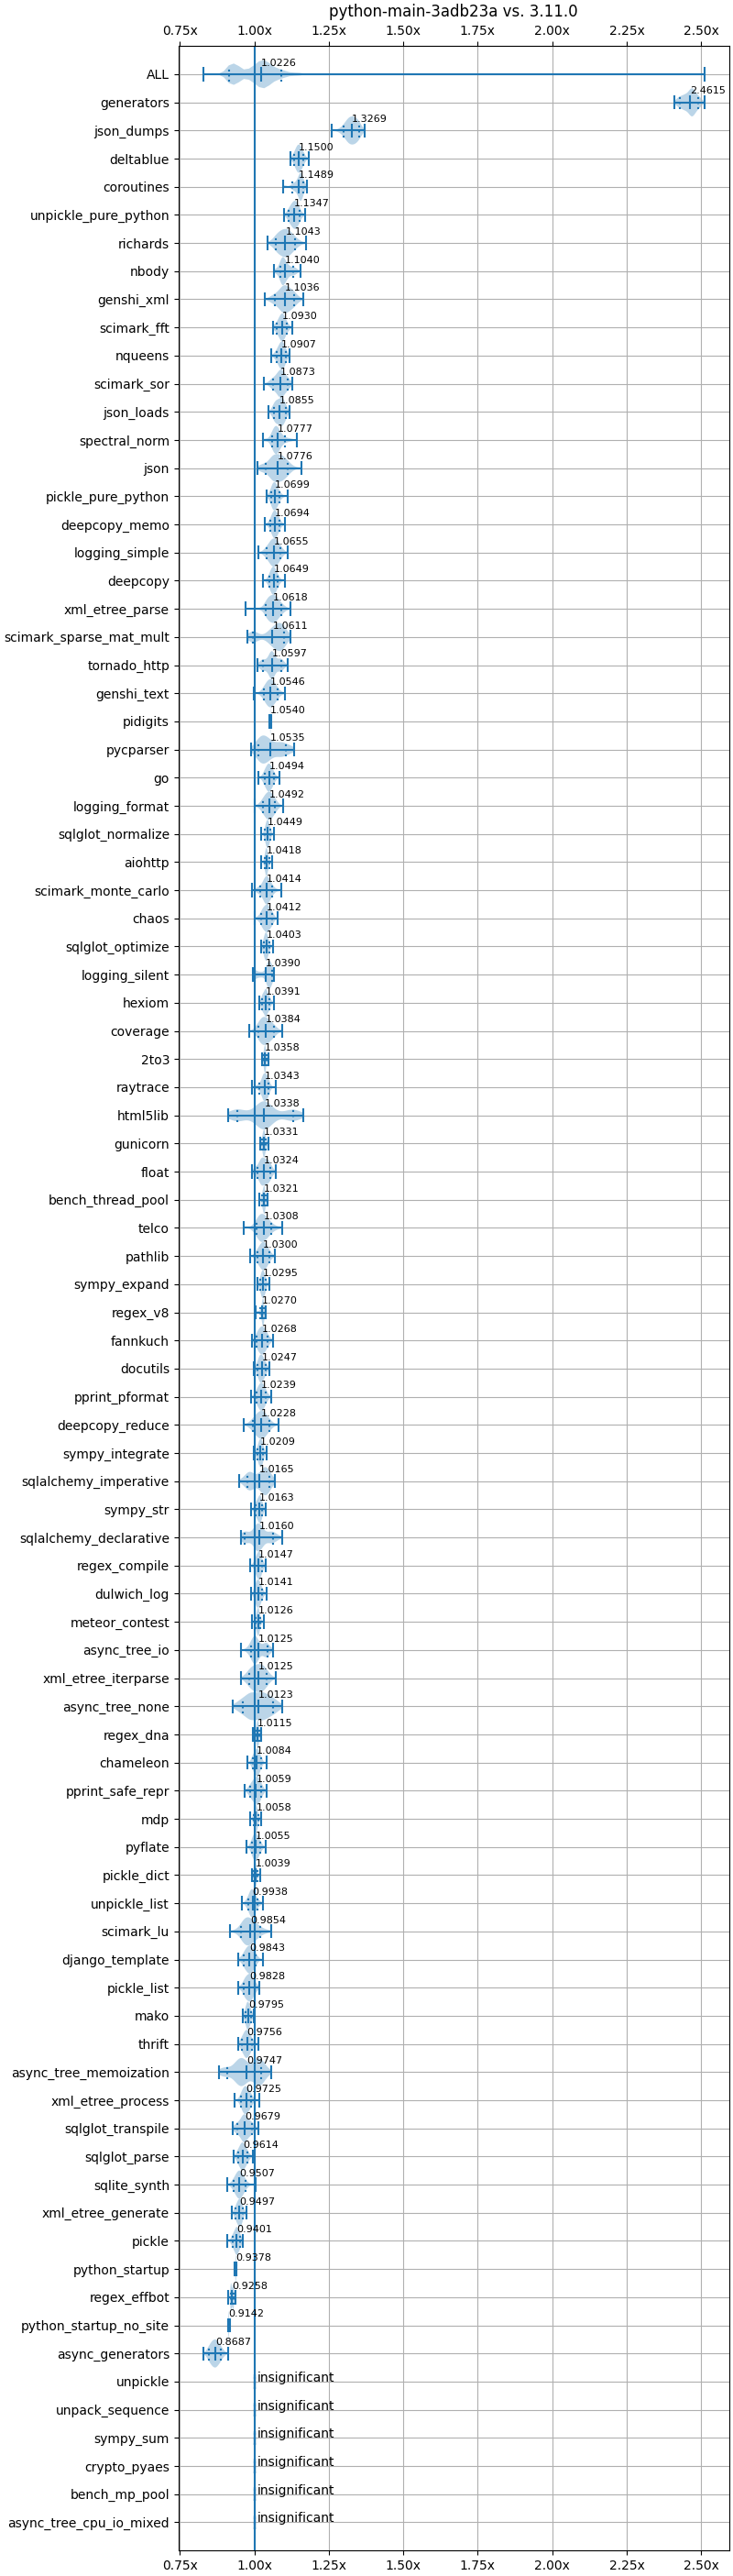 python-main-3adb23a vs. 3.11.0
0.75x 1.00x 1.25x 1.50x 1.75x 2.00x 2.25x 2.50x
ALL 1.0226
generators 2.4615
json_dumps 1.3269
deltablue 1.1500
coroutines 1.1489
unpickle_pure_python 1.1347
richards 1.1043
nbody 1.1040
genshi_xml 1.1036
scimark_fft 1.0930
nqueens 1.0907
scimark_sor 1.0873
json_loads 1.0855
spectral_norm 1.0777
json 1.0776
pickle_pure_python 1.0699
deepcopy_memo 1.0694
logging_simple 1.0655
deepcopy 1.0649
xml_etree_parse 1.0618
scimark_sparse_mat_mult 1.0611
tornado_http 1.0597
genshi_text 1.0546
pidigits 1.0540
pycparser 1.0535
go 1.0494
logging_format 1.0492
sqlglot_normalize 1.0449
aiohttp 1.0418
scimark_monte_carlo 1.0414
chaos 1.0412
sqlglot_optimize 1.0403
logging_silent 1.0390
hexiom 1.0391
coverage 1.0384
2to3 1.0358
raytrace 1.0343
html5lib 1.0338
gunicorn 1.0331
float 1.0324
bench_thread_pool 1.0321
telco 1.0308
pathlib 1.0300
sympy_expand 1.0295
regex_v8 1.0270
fannkuch 1.0268
docutils 1.0247
pprint_pformat 1.0239
deepcopy_reduce 1.0228
sympy_integrate 1.0209
sqlalchemy_imperative 1.0165
sympy_str 1.0163
sqlalchemy_declarative 1.0160
regex_compile 1.0147
dulwich_log 1.0141
meteor_contest 1.0126
async_tree_io 1.0125
xml_etree_iterparse 1.0125
async_tree_none 1.0123
regex_dna 1.0115
chameleon 1.0084
pprint_safe_repr 1.0059
mdp 1.0058
pyflate 1.0055
pickle_dict 1.0039
unpickle_list 0.9938
scimark_lu 0.9854
django_template 0.9843
pickle_list 0.9828
mako 0.9795
thrift 0.9756
async_tree_memoization 0.9747
xml_etree_process 0.9725
sqlglot_transpile 0.9679
sqlglot_parse 0.9614
sqlite_synth 0.9507
xml_etree_generate 0.9497
pickle 0.9401
python_startup 0.9378
regex_effbot 0.9258
python_startup_no_site 0.9142
async_generators 0.8687
unpickle insignificant
unpack_sequence insignificant
sympy_sum insignificant
crypto_pyaes insignificant
bench_mp_pool insignificant
async_tree_cpu_io_mixed insignificant
0.75x 1.00x 1.25x 1.50x 1.75x 2.00x 2.25x 2.50x